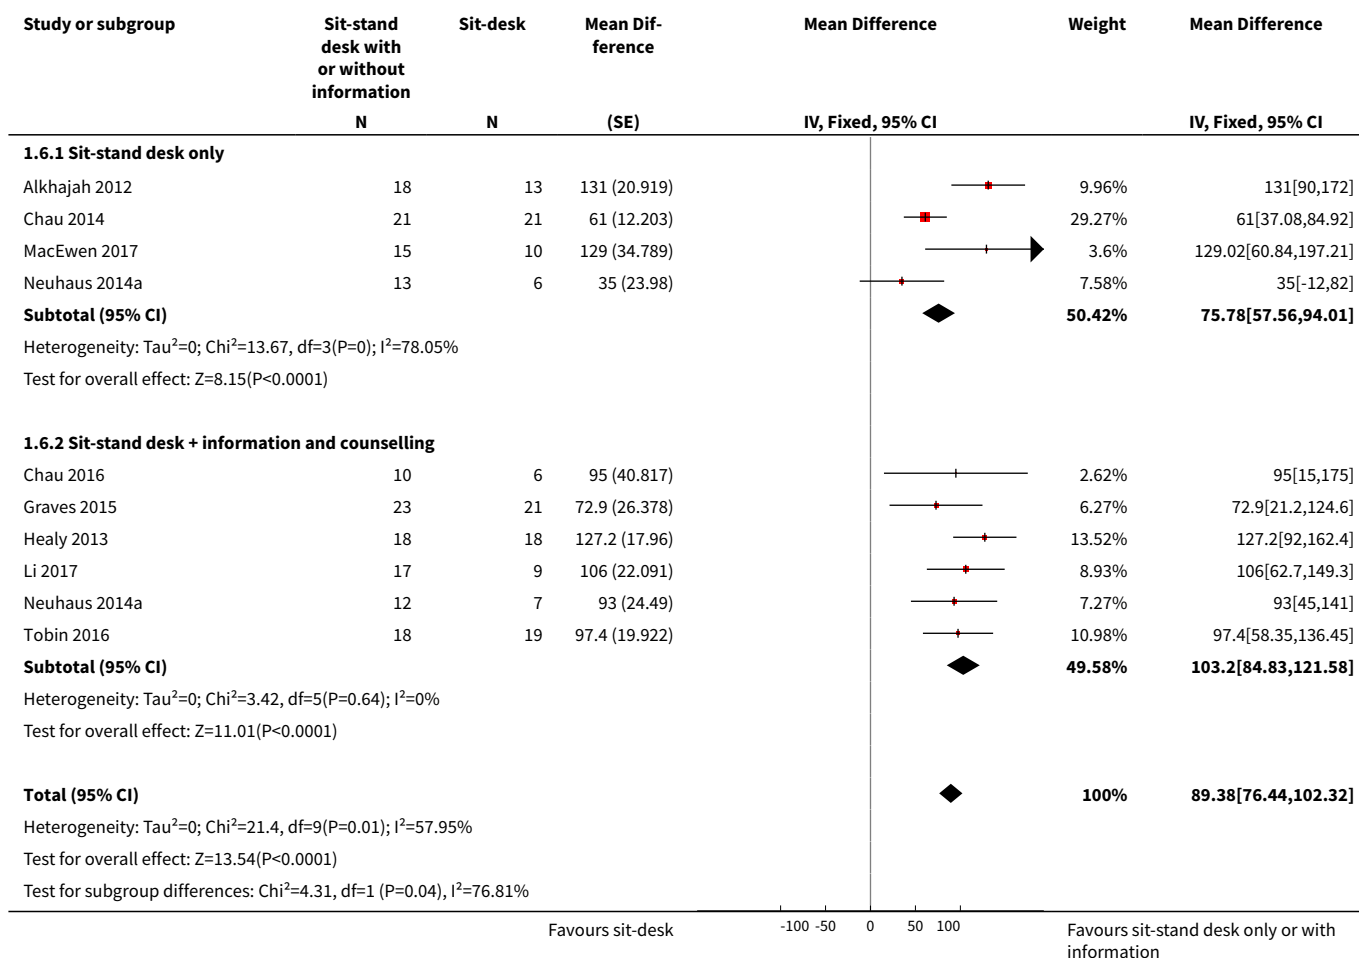 Study or subgroup Sit-stand desk with or without information Sit-desk Mean Dif-ference Mean Difference Weight Mean Difference
N N (SE) IV, Fixed, 95% CI IV, Fixed, 95% CI
1.6.1 Sit-stand desk only
Alkhajah 2012 18 13 131 (20.919) 9.96% 131[90,172]
Chau 2014 21 21 61 (12.203) 29.27% 61[37.08,84.92]
MacEwen 2017 15 10 129 (34.789) 3.6% 129.02[60.84,197.21]
Neuhaus 2014a 13 6 35 (23.98) 7.58% 35[-12,82]
Subtotal (95% CI) 50.42% 75.78[57.56,94.01]
Heterogeneity: Tau²=0; Chi²=13.67, df=3(P=0); I²=78.05%
Test for overall effect: Z=8.15(P<0.0001)
1.6.2 Sit-stand desk + information and counselling
Chau 2016 10 6 95 (40.817) 2.62% 95[15,175]
Graves 2015 23 21 72.9 (26.378) 6.27% 72.9[21.2,124.6]
Healy 2013 18 18 127.2 (17.96) 13.52% 127.2[92,162.4]
Li 2017 17 9 106 (22.091) 8.93% 106[62.7,149.3]
Neuhaus 2014a 12 7 93 (24.49) 7.27% 93[45,141]
Tobin 2016 18 19 97.4 (19.922) 10.98% 97.4[58.35,136.45]
Subtotal (95% CI) 49.58% 103.2[84.83,121.58]
Heterogeneity: Tau²=0; Chi²=3.42, df=5(P=0.64); I²=0%
Test for overall effect: Z=11.01(P<0.0001)
Total (95% CI) 100% 89.38[76.44,102.32]
Heterogeneity: Tau²=0; Chi²=21.4, df=9(P=0.01); I²=57.95%
Test for overall effect: Z=13.54(P<0.0001)
Test for subgroup differences: Chi²=4.31, df=1 (P=0.04), I²=76.81%
Favours sit-desk -100 -50 0 50 100 Favours sit-stand desk only or with
information